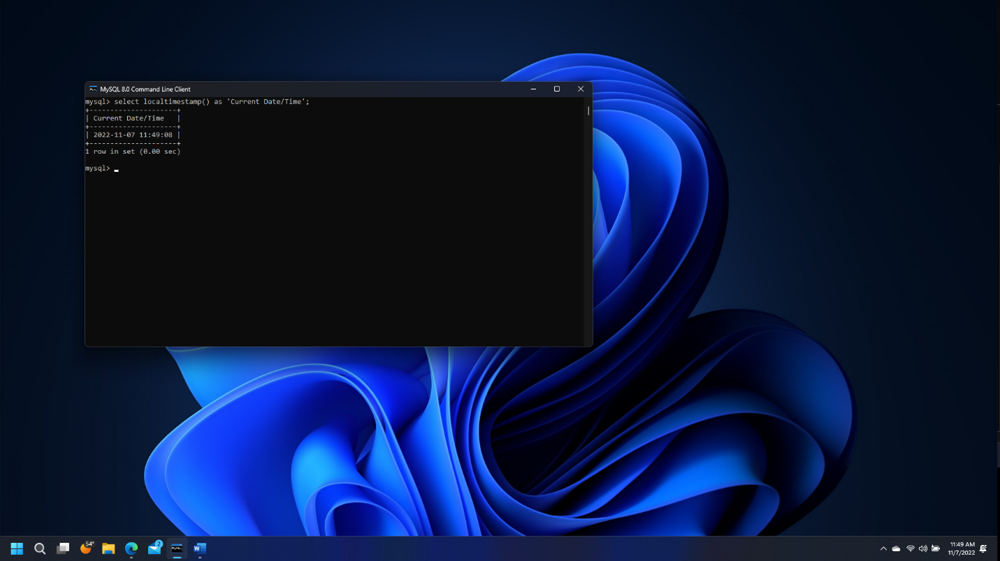 MySQL 8.0 Command Line Client
mysql> select localtimestamp() as 'Current Date/Time';
+---------------------+
| Current Date/Time   |
+---------------------+
| 2022-11-07 11:49:08 |
+---------------------+
1 row in set (0.00 sec)
mysql>
54°
2
MySQL
W
11:49 AM
11/7/2022